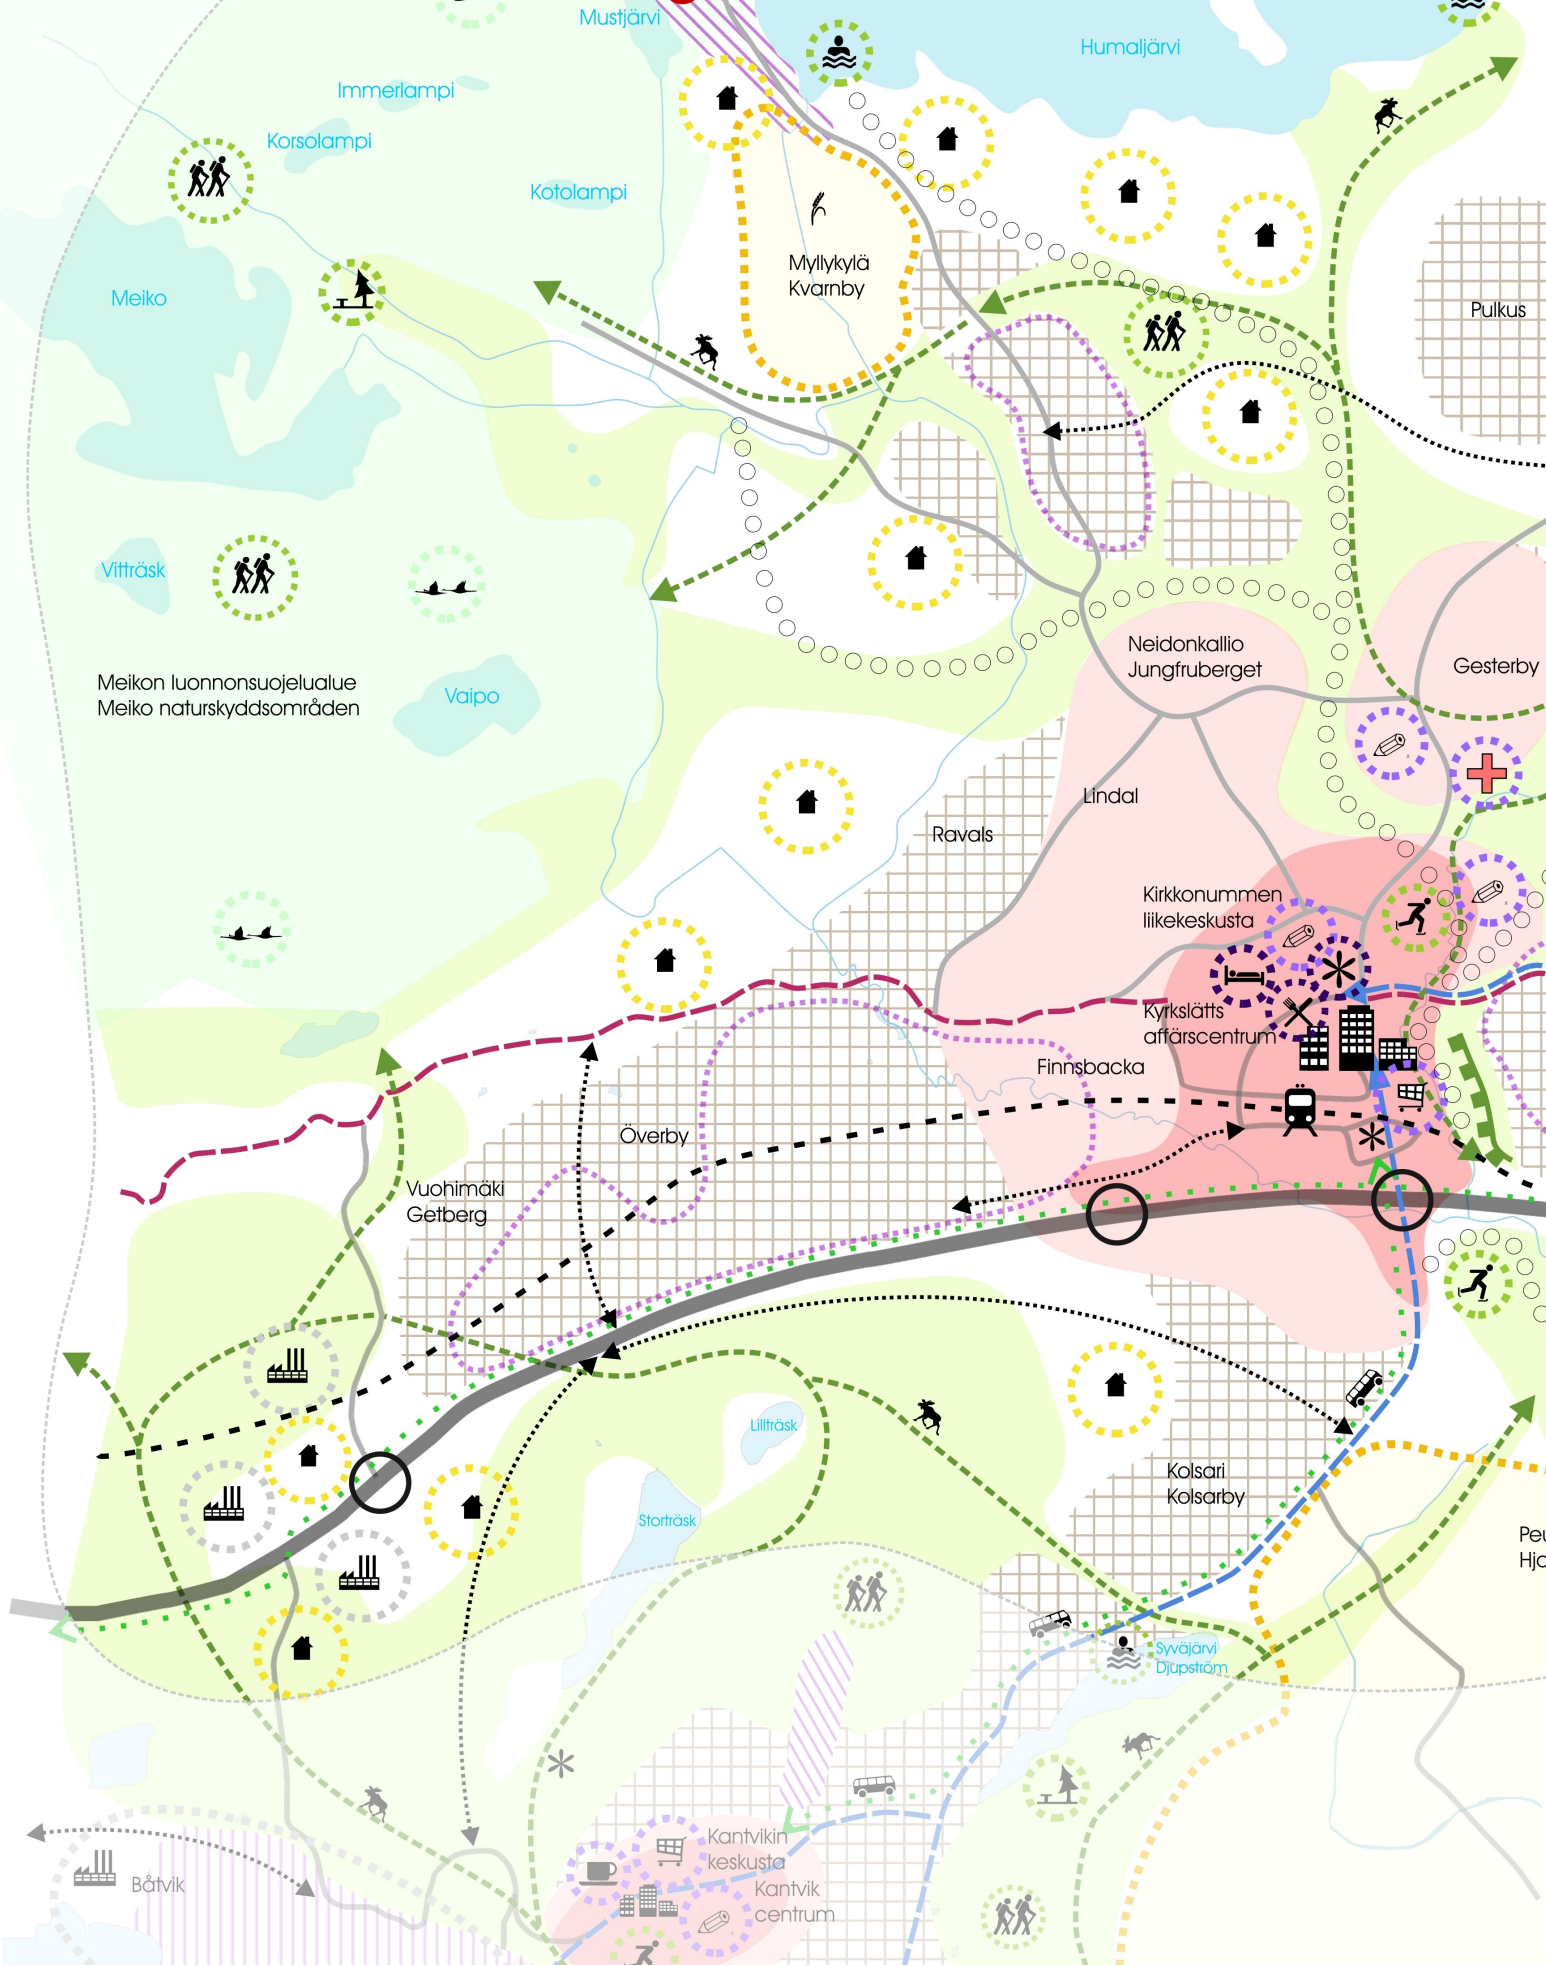 Mustjärvi
Humaljärvi
Immerlampi
Korsolampi
Kotolampi
Myllykylä
Kvarnby
Meiko
Pulkus
Vitträsk
Neidonkallio
Jungfruberget
Gesterby
Meikon luonnonsuojelualue
Meiko naturskyddsområden
Vaipo
Lindal
Ravals
Kirkkonummen
liikekeskusta
Kyrkslätts
affärscentrum
Finnsbacka
Överby
Vuohimäki
Getberg
Lillträsk
Kolsari
Kolsarby
Storträsk
Syväjärvi
Djupström
Kantvikin
keskusta
Kantvik
centrum
Båtvik